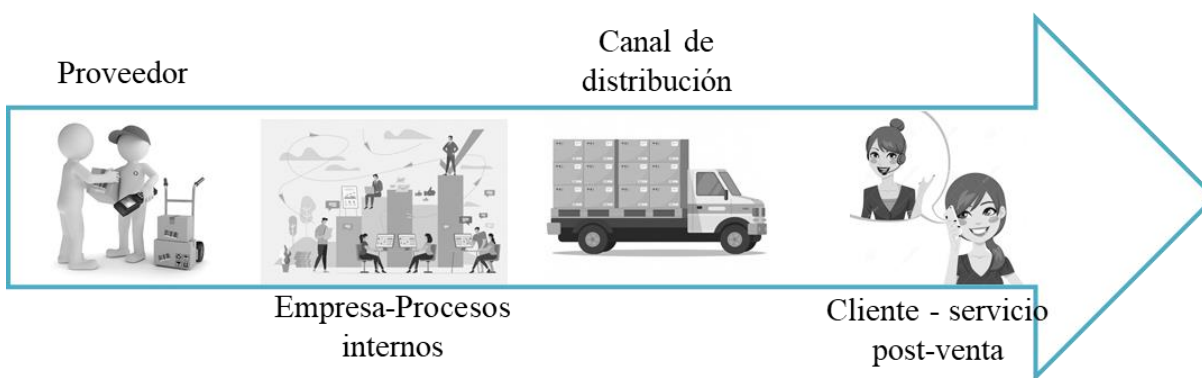 Proveedor
Canal de
distribución
Empresa-Procesos
internos
Cliente - servicio
post-venta